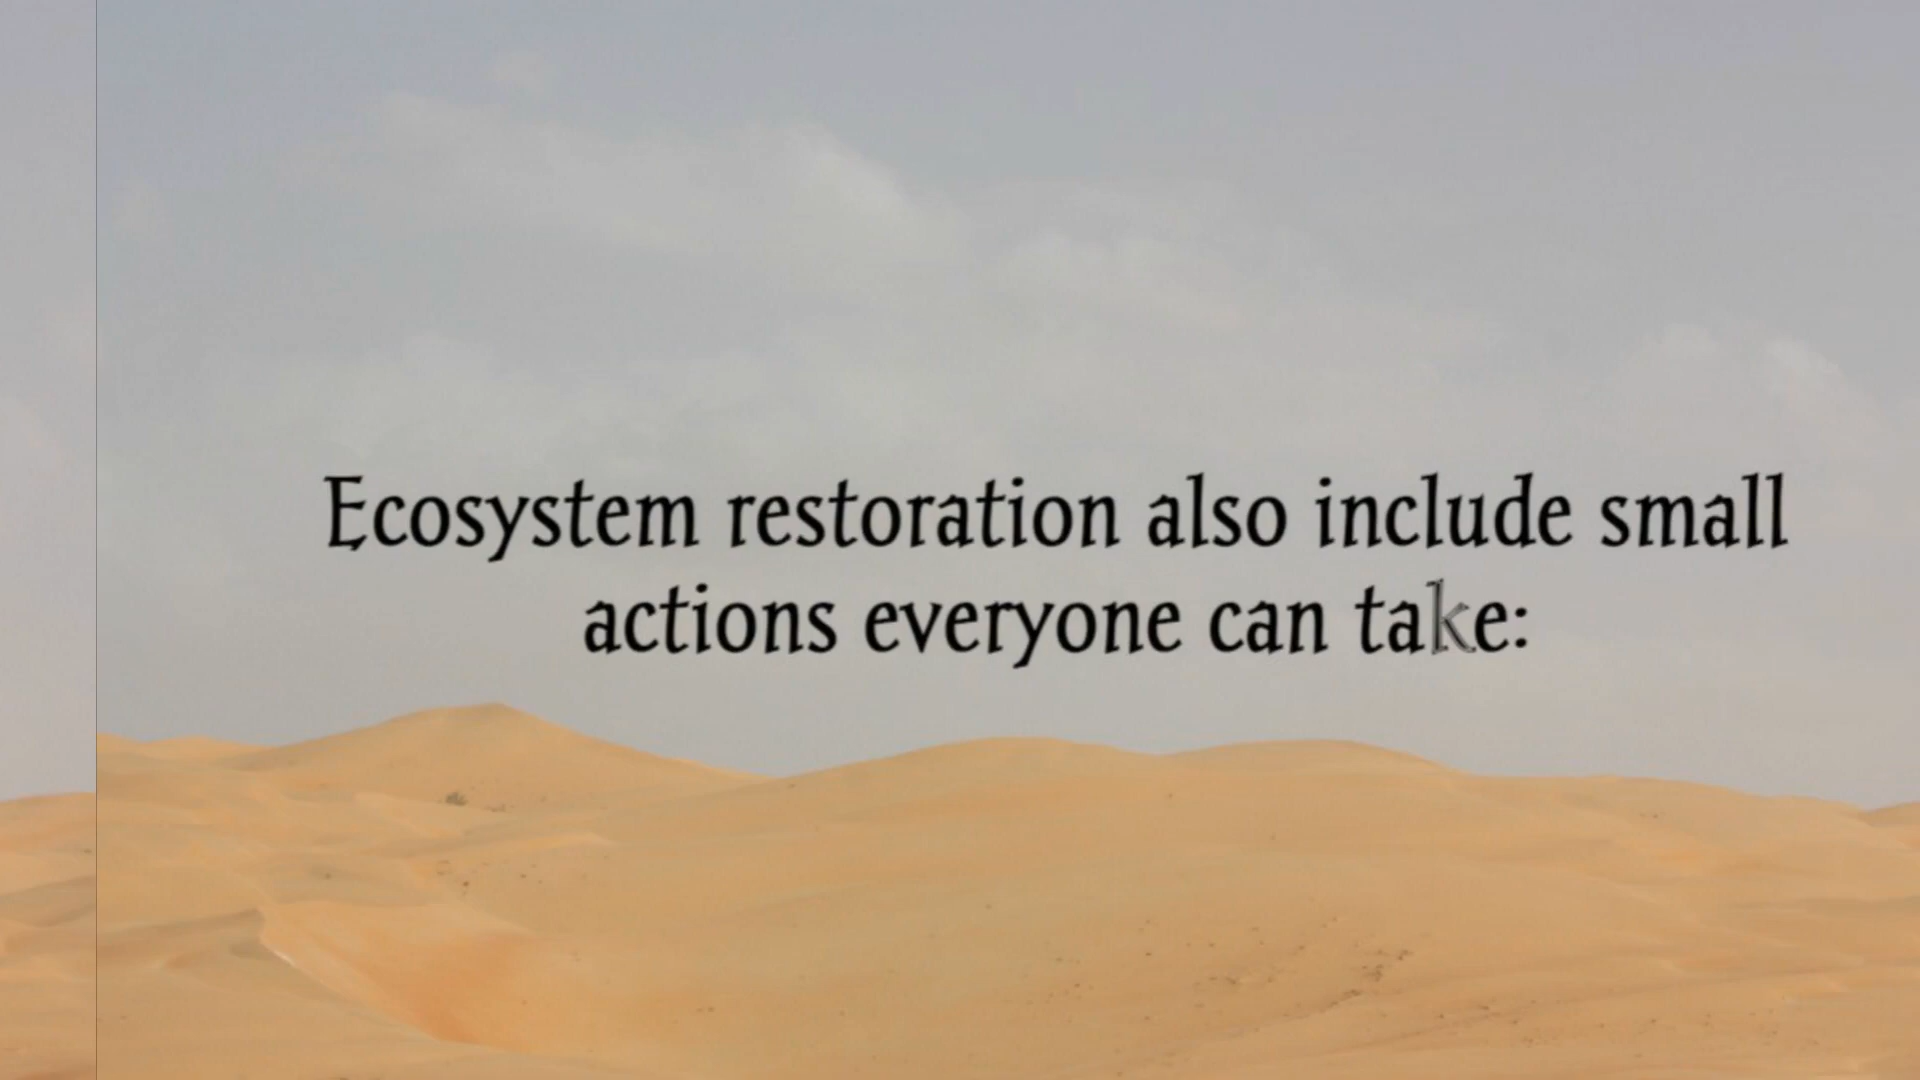 Ecosystem restoration also include small
actions everyone can take: